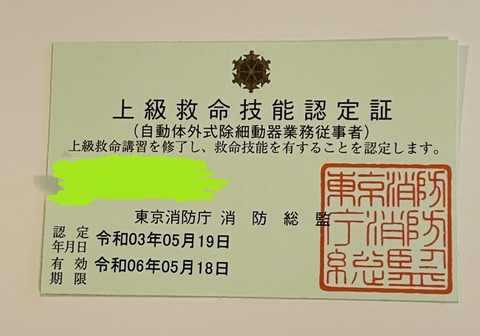 上級救命技能認定証
(自動体外式除細動器業務従事者)
上級救命講習を修了し、救命技能を有することを認定します。
東京消防庁 消防総監
認定年月日 令和03年05月19日
有効期限 令和06年05月18日
東京消防庁消防総監